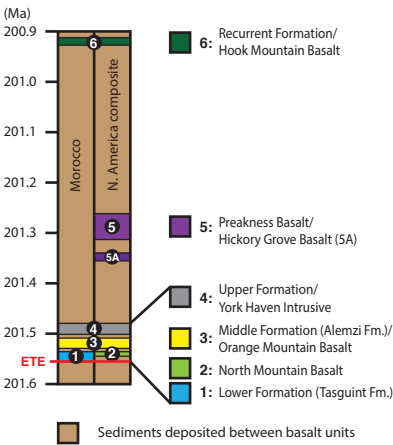 (Ma)
200.9
201.0
201.1
201.2
201.3
201.4
201.5
ETE
201.6
Morocco
N. America composite
6
5
5A
4
3
1
2
6: Recurrent Formation/
Hook Mountain Basalt
5: Preakness Basalt/
Hickory Grove Basalt (5A)
4: Upper Formation/
York Haven Intrusive
3: Middle Formation (Alemzi Fm.)/
Orange Mountain Basalt
2: North Mountain Basalt
1: Lower Formation (Tasguint Fm.)
Sediments deposited between basalt units